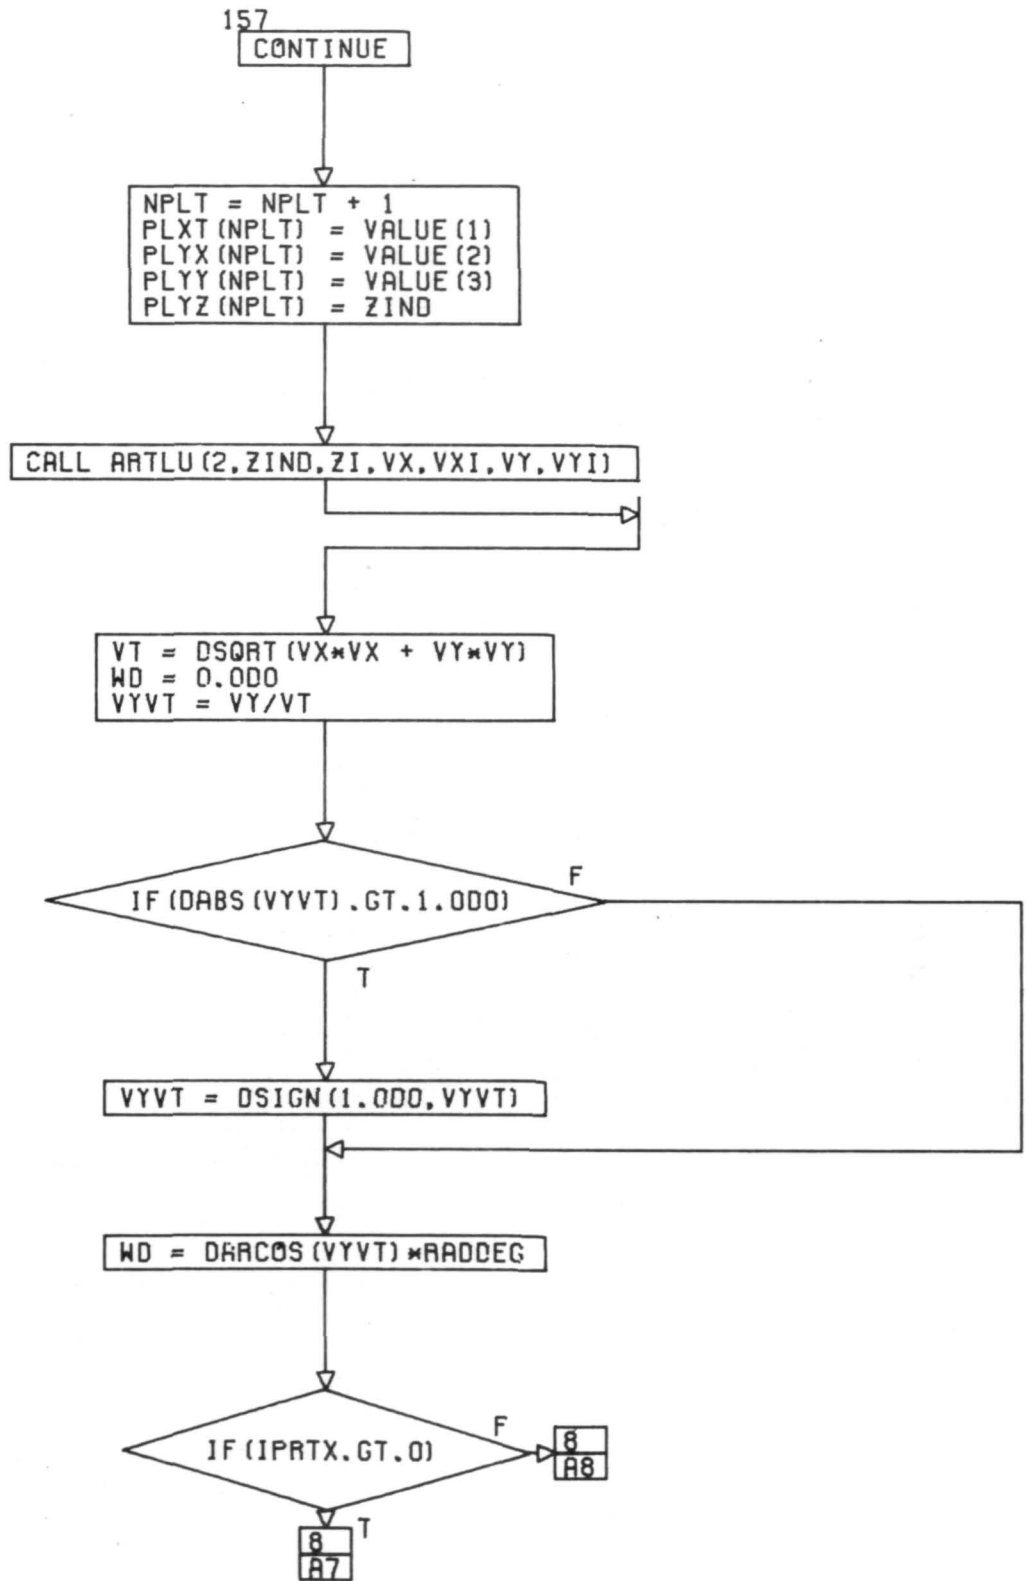 157
CONTINUE
NPLT = NPLT + 1
PLXT(NPLT) = VALUE(1)
PLYX(NPLT) = VALUE(2)
PLYY(NPLT) = VALUE(3)
PLYZ(NPLT) = ZIND
CALL ARTLU(2,ZIND,ZI,VX,VXI,VY,VYI)
VT = DSQRT(VX*VX + VY*VY)
WD = 0.0D0
VYVT = VY/VT
F
IF(DABS(VYVT).GT.1.0D0)
T
VYVT = DSIGN(1.0D0,VYVT)
WD = DARCOS(VYVT)*RADDEG
F
IF(IPRTX.GT.0)
8
A8
T
8
A7